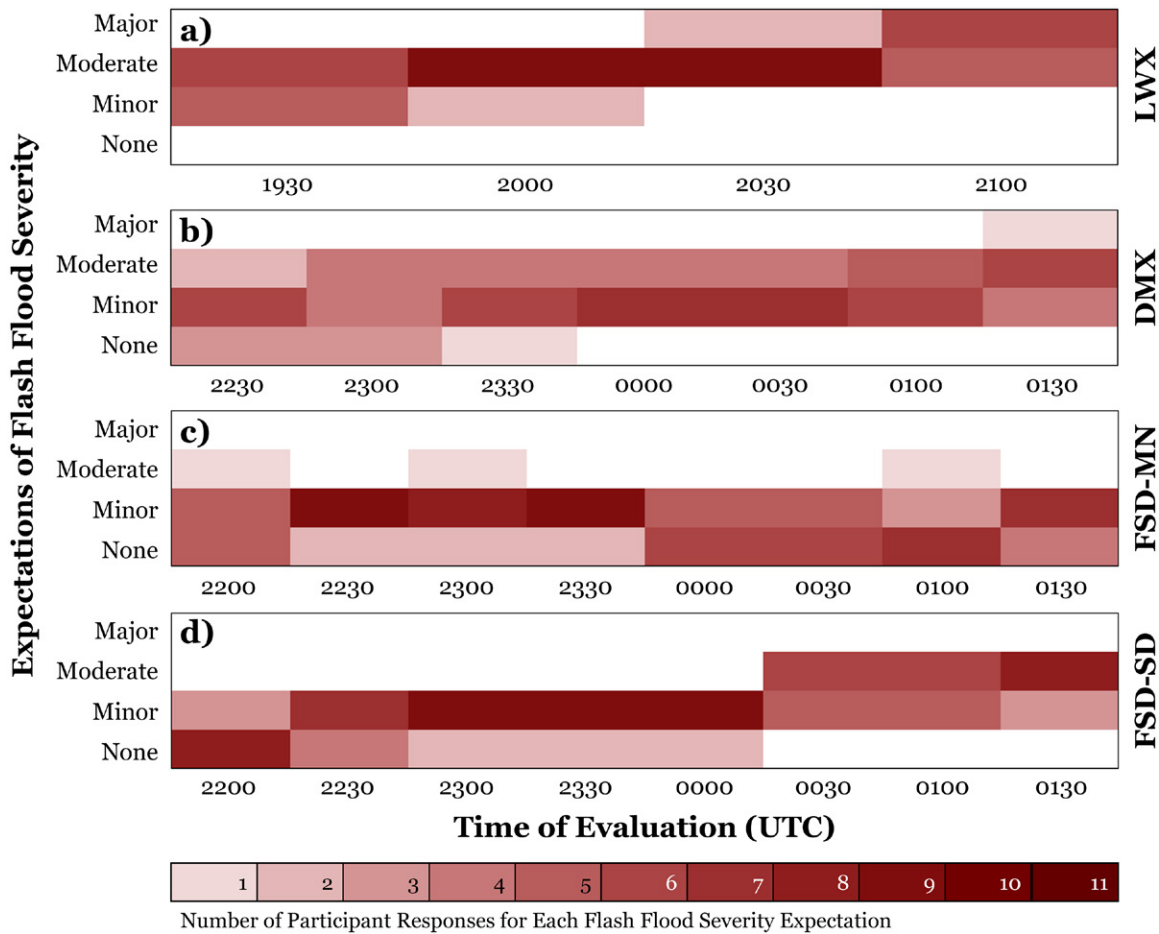 Expectations of Flash Flood Severity
a)
Major
Moderate
Minor
None
LWX
1930 2000 2030 2100
b)
Major
Moderate
Minor
None
DMX
2230 2300 2330 0000 0030 0100 0130
c)
Major
Moderate
Minor
None
FSD-MN
2200 2230 2300 2330 0000 0030 0100 0130
d)
Major
Moderate
Minor
None
FSD-SD
2200 2230 2300 2330 0000 0030 0100 0130
Time of Evaluation (UTC)
1 2 3 4 5 6 7 8 9 10 11
Number of Participant Responses for Each Flash Flood Severity Expectation